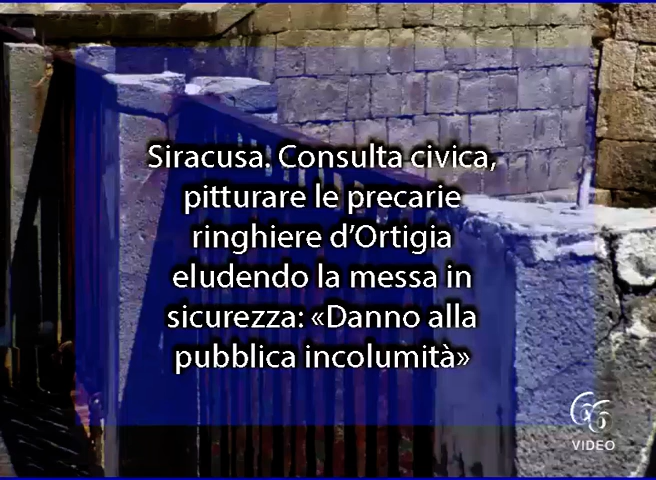 Siracusa. Consulta civica,
pitturare le precarie
ringhiere d'Ortigia
eludendo la messa in
sicurezza: «Danno alla
pubblica incolumità»
VIDEO